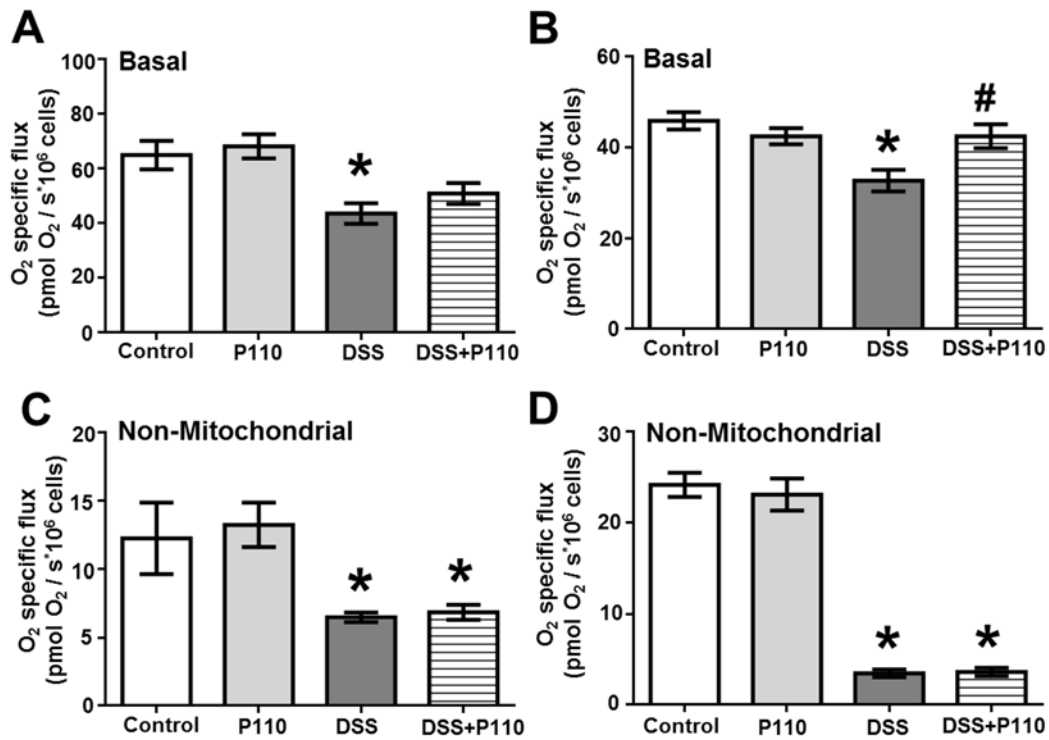 A
Basal
O₂ specific flux
(pmol O₂ / s*10⁶ cells)
100
80
60
40
20
0
*
Control
P110
DSS
DSS+P110
B
Basal
O₂ specific flux
(pmol O₂ / s*10⁶ cells)
60
40
20
0
*
#
Control
P110
DSS
DSS+P110
C
Non-Mitochondrial
O₂ specific flux
(pmol O₂ / s*10⁶ cells)
20
15
10
5
0
*
*
Control
P110
DSS
DSS+P110
D
Non-Mitochondrial
O₂ specific flux
(pmol O₂ / s*10⁶ cells)
30
20
10
0
*
*
Control
P110
DSS
DSS+P110